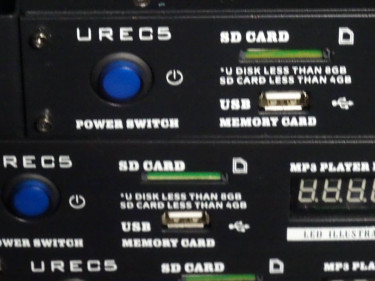 UREC5
SD CARD
*U DISK LESS THAN 8GB
SD CARD LESS THAN 4GB
USB
POWER SWITCH
MEMORY CARD
REC5
SD CARD
MP3 PLAYER
*U DISK LESS THAN 8GB
SD CARD LESS THAN 4GB
USB
OWER SWITCH
MEMORY CARD
LED ILLUSTRA
UREC5
SD CARD
MP3 PLA